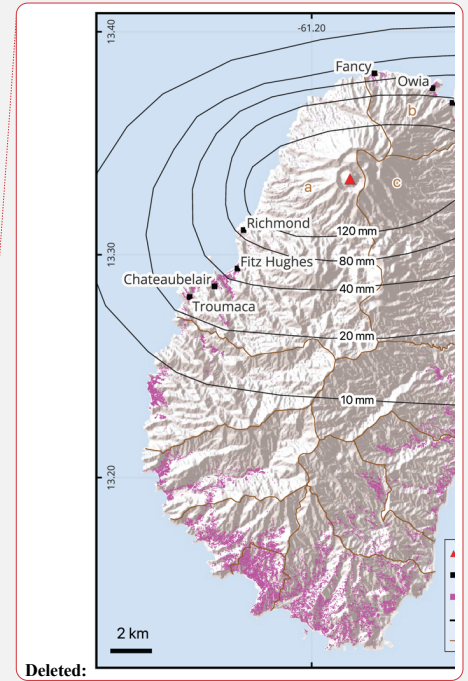 13.40
-61.20
Fancy
Owia
b
a
c
Richmond
120 mm
13.30
Fitz Hughes
80 mm
Chateaubelair
40 mm
Troumaca
20 mm
10 mm
13.20
2 km
Deleted: